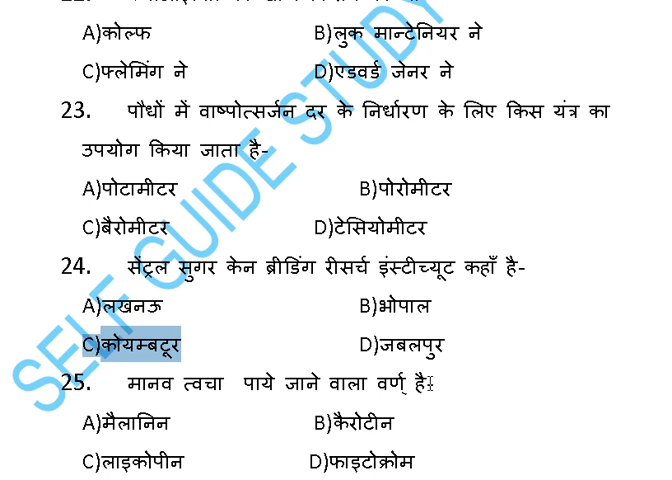 A)कोल्फ B)लुक मान्टेनियर ने
C)फ्लेमिंग ने D)एडवर्ड जेनर ने
23. पौधों में वाष्पोत्सर्जन दर के निर्धारण के लिए किस यंत्र का
उपयोग किया जाता है-
A)पोटामीटर B)पोरोमीटर
C)बैरोमीटर D)टेसियोमीटर
24. सेंट्रल सुगर केन ब्रीडिंग रीसर्च इंस्टीच्यूट कहाँ है-
A)लखनऊ B)भोपाल
C)कोयम्बटूर D)जबलपुर
25. मानव त्वचा पाये जाने वाला वर्ण् है
A)मैलानिन B)कैरोटीन
C)लाइकोपीन D)फाइटोक्रोम
SELF GUIDE STUDY